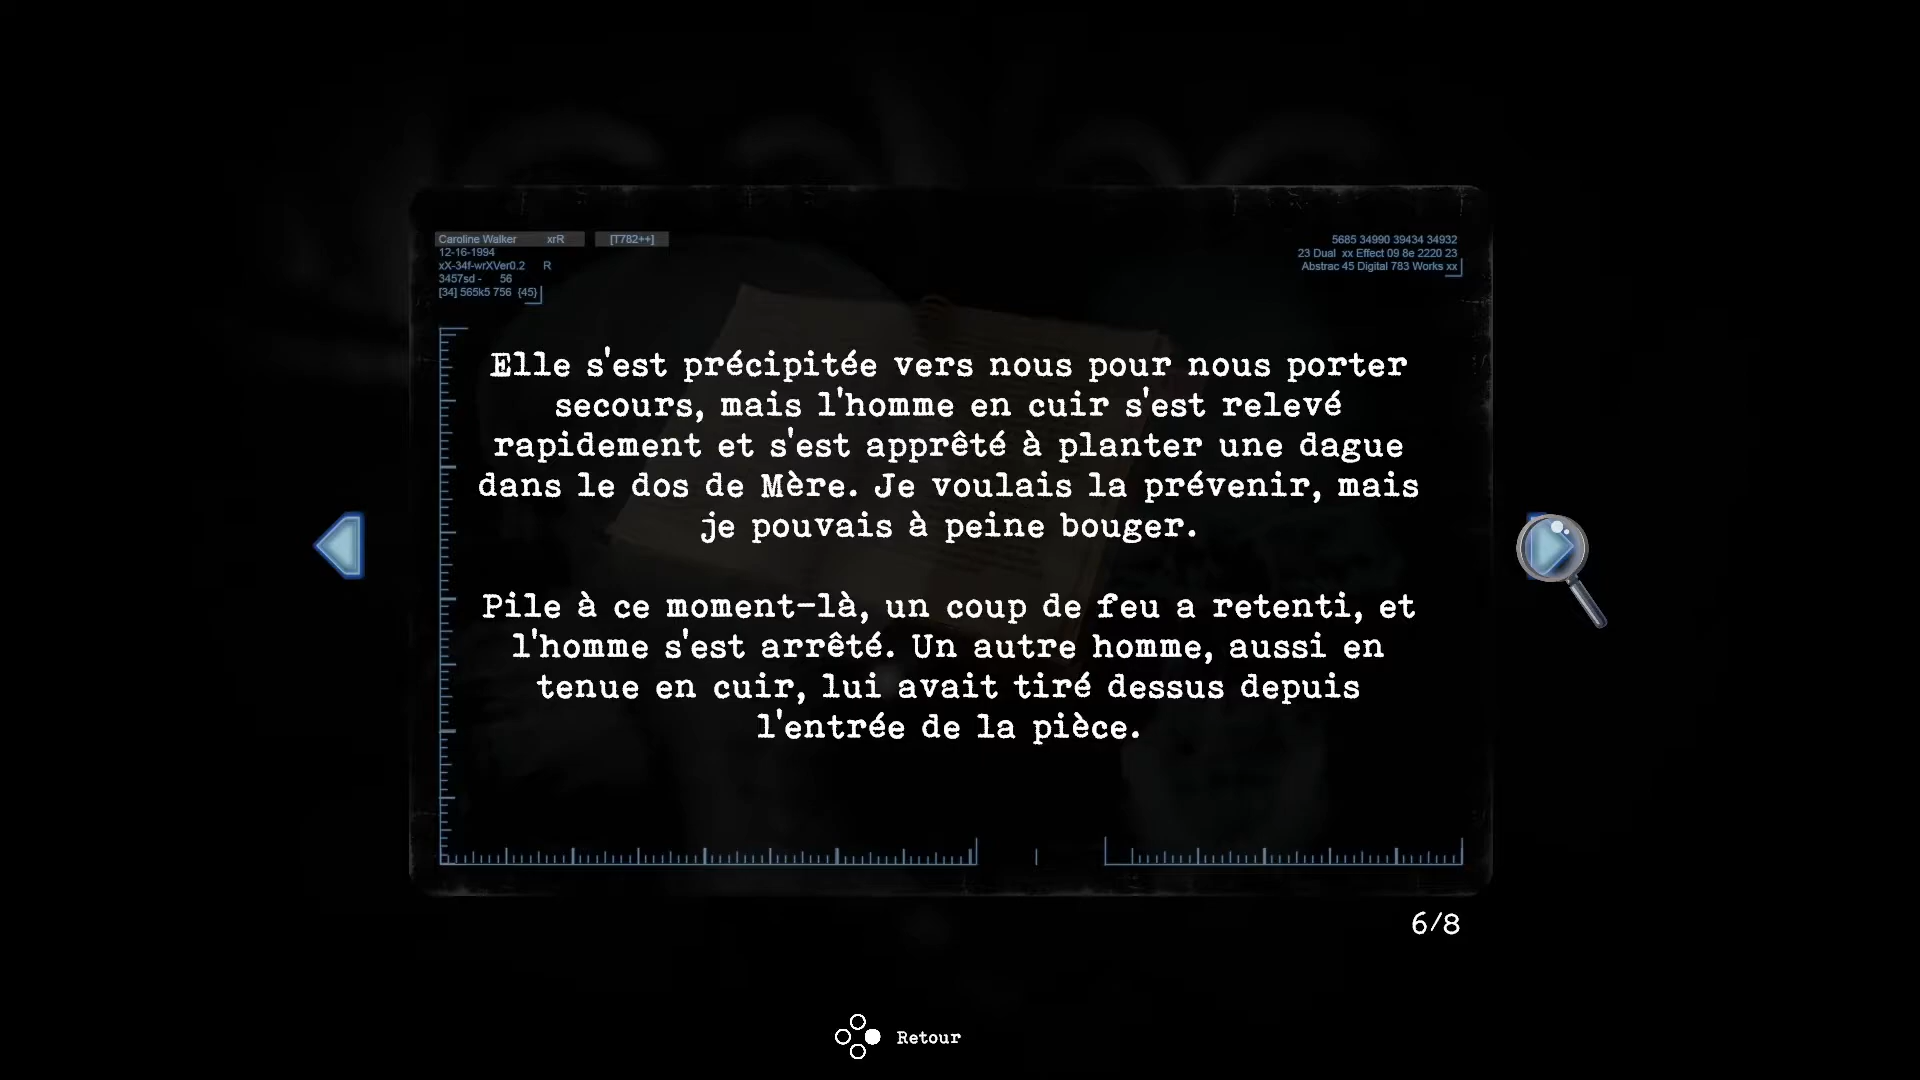 Caroline Walker xrR [T782++]
12-16-1994
xX-34f-wrXVer0.2 R
3457sd - 56
[34] 565k5 756 {45}
5685 34990 39434 34932
23 Dual xx Effect 09 8e 2220 23
Abstrac 45 Digital 783 Works xx
Elle s'est précipitée vers nous pour nous porter
secours, mais l'homme en cuir s'est relevé
rapidement et s'est apprêté à planter une dague
dans le dos de Mère. Je voulais la prévenir, mais
je pouvais à peine bouger.
Pile à ce moment-là, un coup de feu a retenti, et
l'homme s'est arrêté. Un autre homme, aussi en
tenue en cuir, lui avait tiré dessus depuis
l'entrée de la pièce.
6/8
Retour